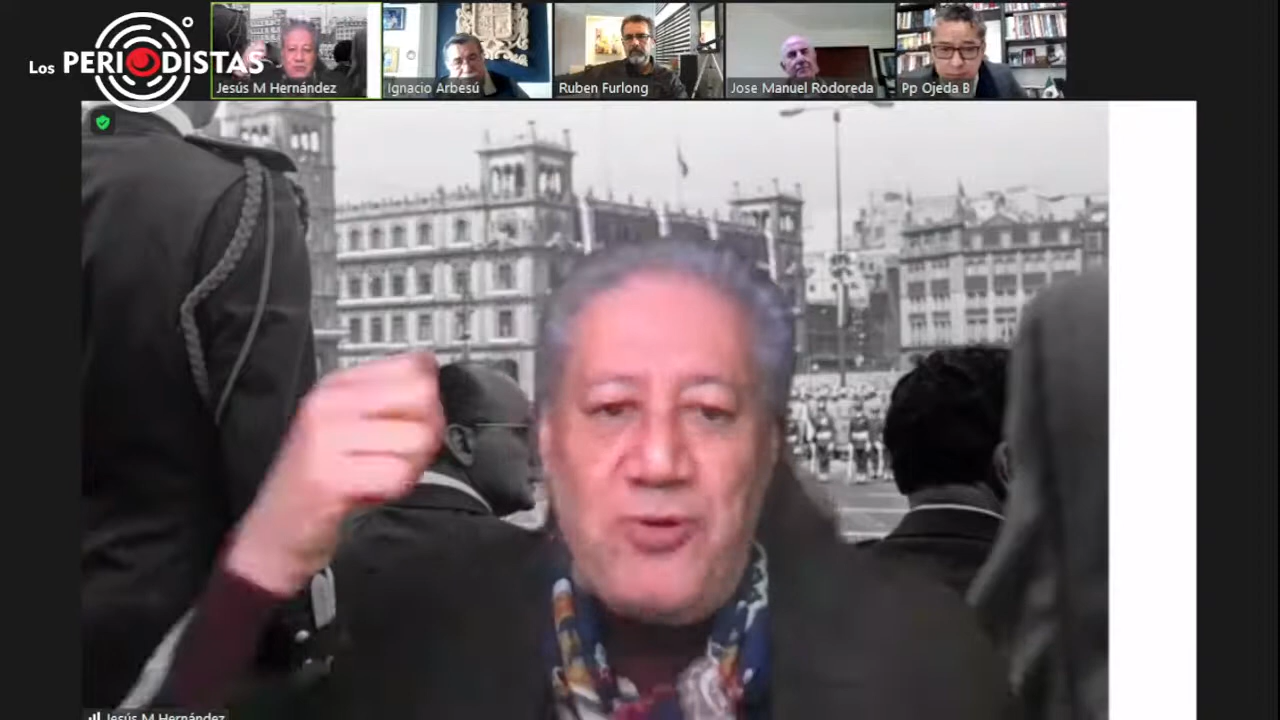 Los PERIODISTAS
Jesús M Hernández
Ignacio Arbesú
Ruben Furlong
Jose Manuel Rodoreda
Pp Ojeda B
Jesús M Hernández